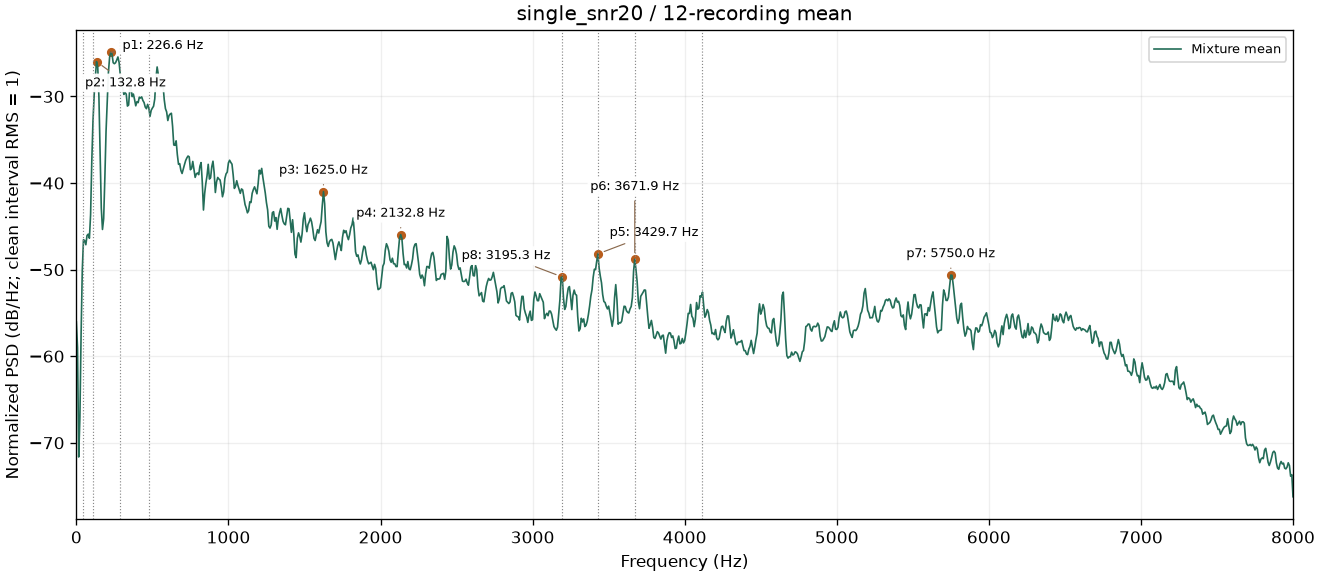 single_snr20 / 12-recording mean
Mixture mean
p1: 226.6 Hz
p2: 132.8 Hz
p3: 1625.0 Hz
p6: 3671.9 Hz
p4: 2132.8 Hz
p5: 3429.7 Hz
p8: 3195.3 Hz
p7: 5750.0 Hz
Normalized PSD (dB/Hz; clean interval RMS = 1)
−30
−40
−50
−60
−70
0 1000 2000 3000 4000 5000 6000 7000 8000
Frequency (Hz)